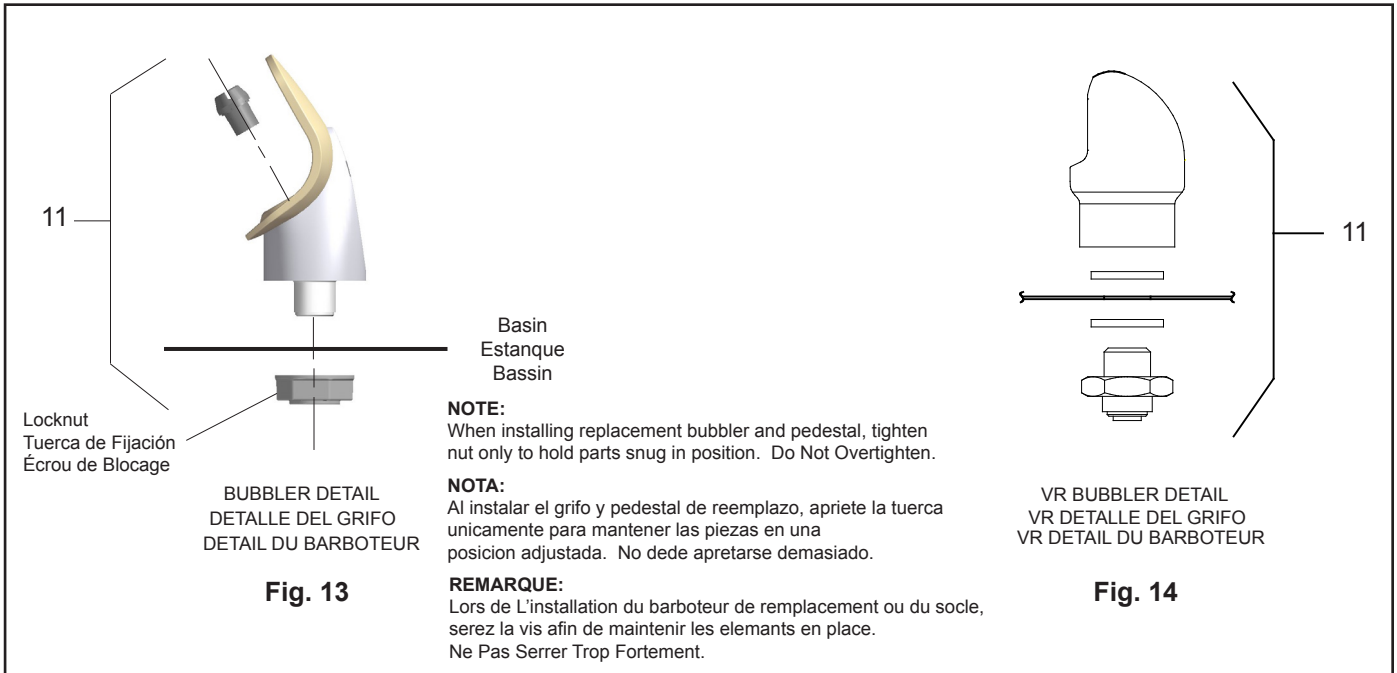 11
Basin
Estanque
Bassin
Locknut
Tuerca de Fijación
Écrou de Blocage
BUBBLER DETAIL
DETALLE DEL GRIFO
DETAIL DU BARBOTEUR
Fig. 13
NOTE:
When installing replacement bubbler and pedestal, tighten
nut only to hold parts snug in position. Do Not Overtighten.
NOTA:
Al instalar el grifo y pedestal de reemplazo, apriete la tuerca
unicamente para mantener las piezas en una
posicion adjustada. No dede apretarse demasiado.
REMARQUE:
Lors de L’installation du barboteur de remplacement ou du socle,
serez la vis afin de maintenir les elemants en place.
Ne Pas Serrer Trop Fortement.
11
VR BUBBLER DETAIL
VR DETALLE DEL GRIFO
VR DETAIL DU BARBOTEUR
Fig. 14